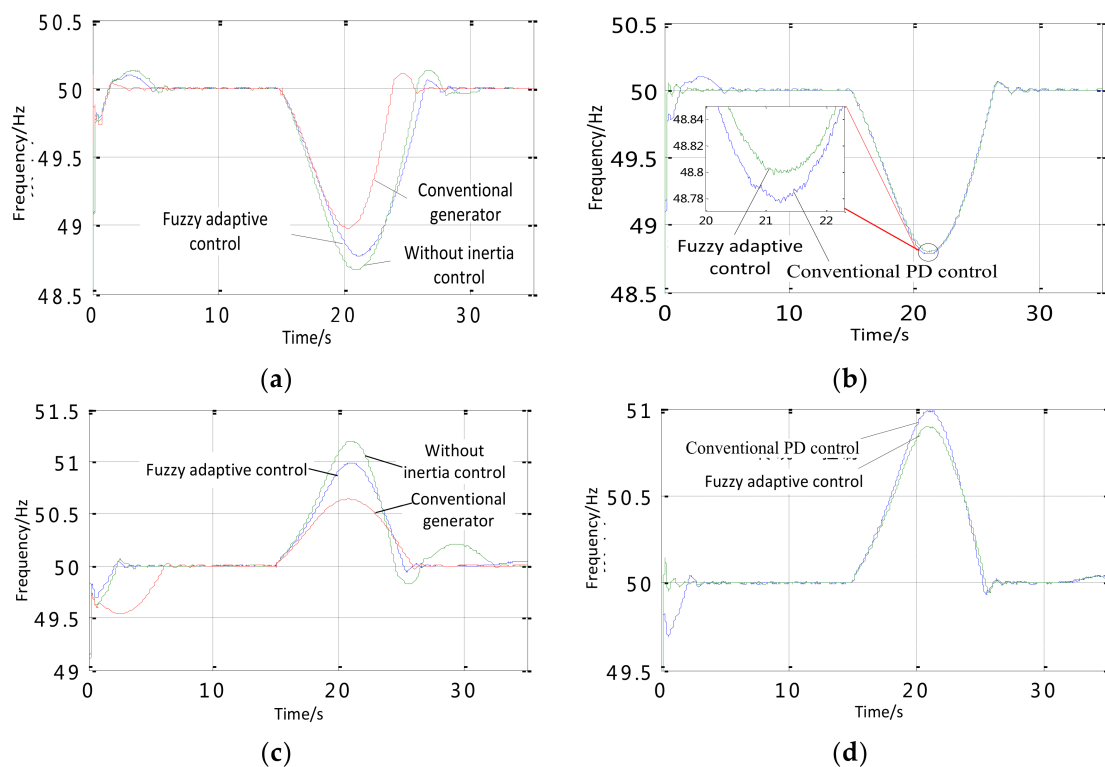 50.5
50
49.5
49
48.5
Frequency/Hz
Fuzzy adaptive
control
Conventional
generator
Without inertia
control
0
10
20
30
Time/s
(a)
50.5
50
49.5
49
48.5
Frequency/Hz
48.84
48.82
48.8
48.78
20
21
22
Fuzzy adaptive
control
Conventional PD control
0
10
20
30
Time/s
(b)
51.5
51
50.5
50
49.5
49
Frequency/Hz
Without
inertia control
Fuzzy adaptive control
Conventional
generator
0
10
20
30
Time/s
(c)
51
50.5
50
49.5
Frequency/Hz
Conventional PD control
Fuzzy adaptive control
0
10
20
30
Time/s
(d)